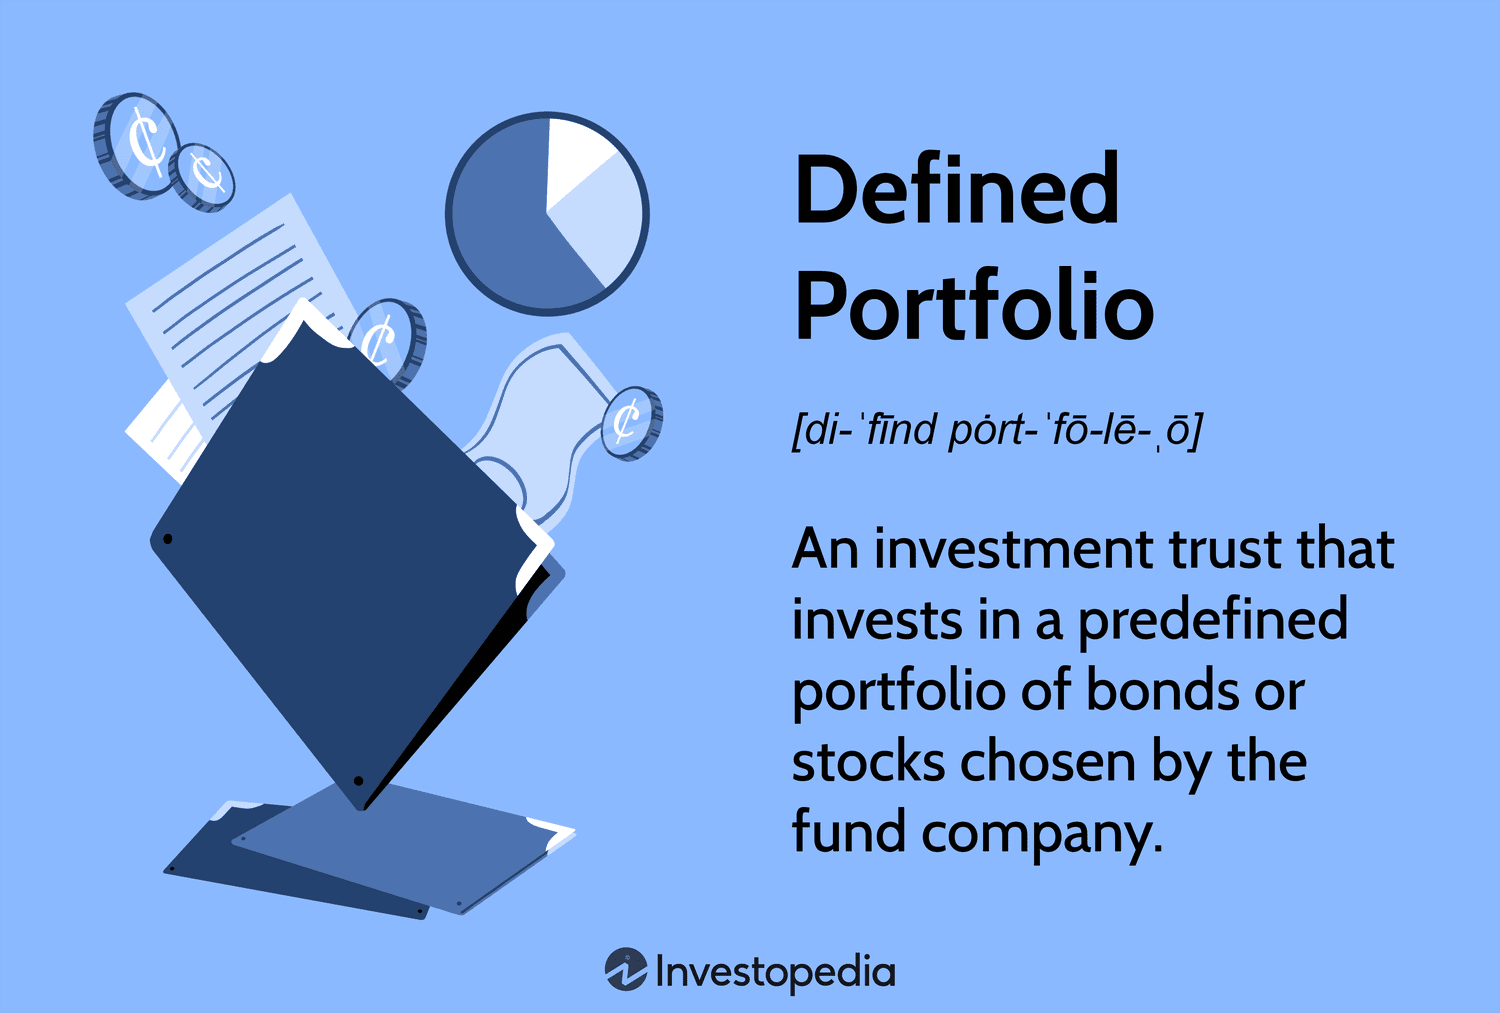 Defined
Portfolio
[di-ˈfīnd pȯrt-ˈfō-lē-ˌō]
An investment trust that
invests in a predefined
portfolio of bonds or
stocks chosen by the
fund company.
Investopedia